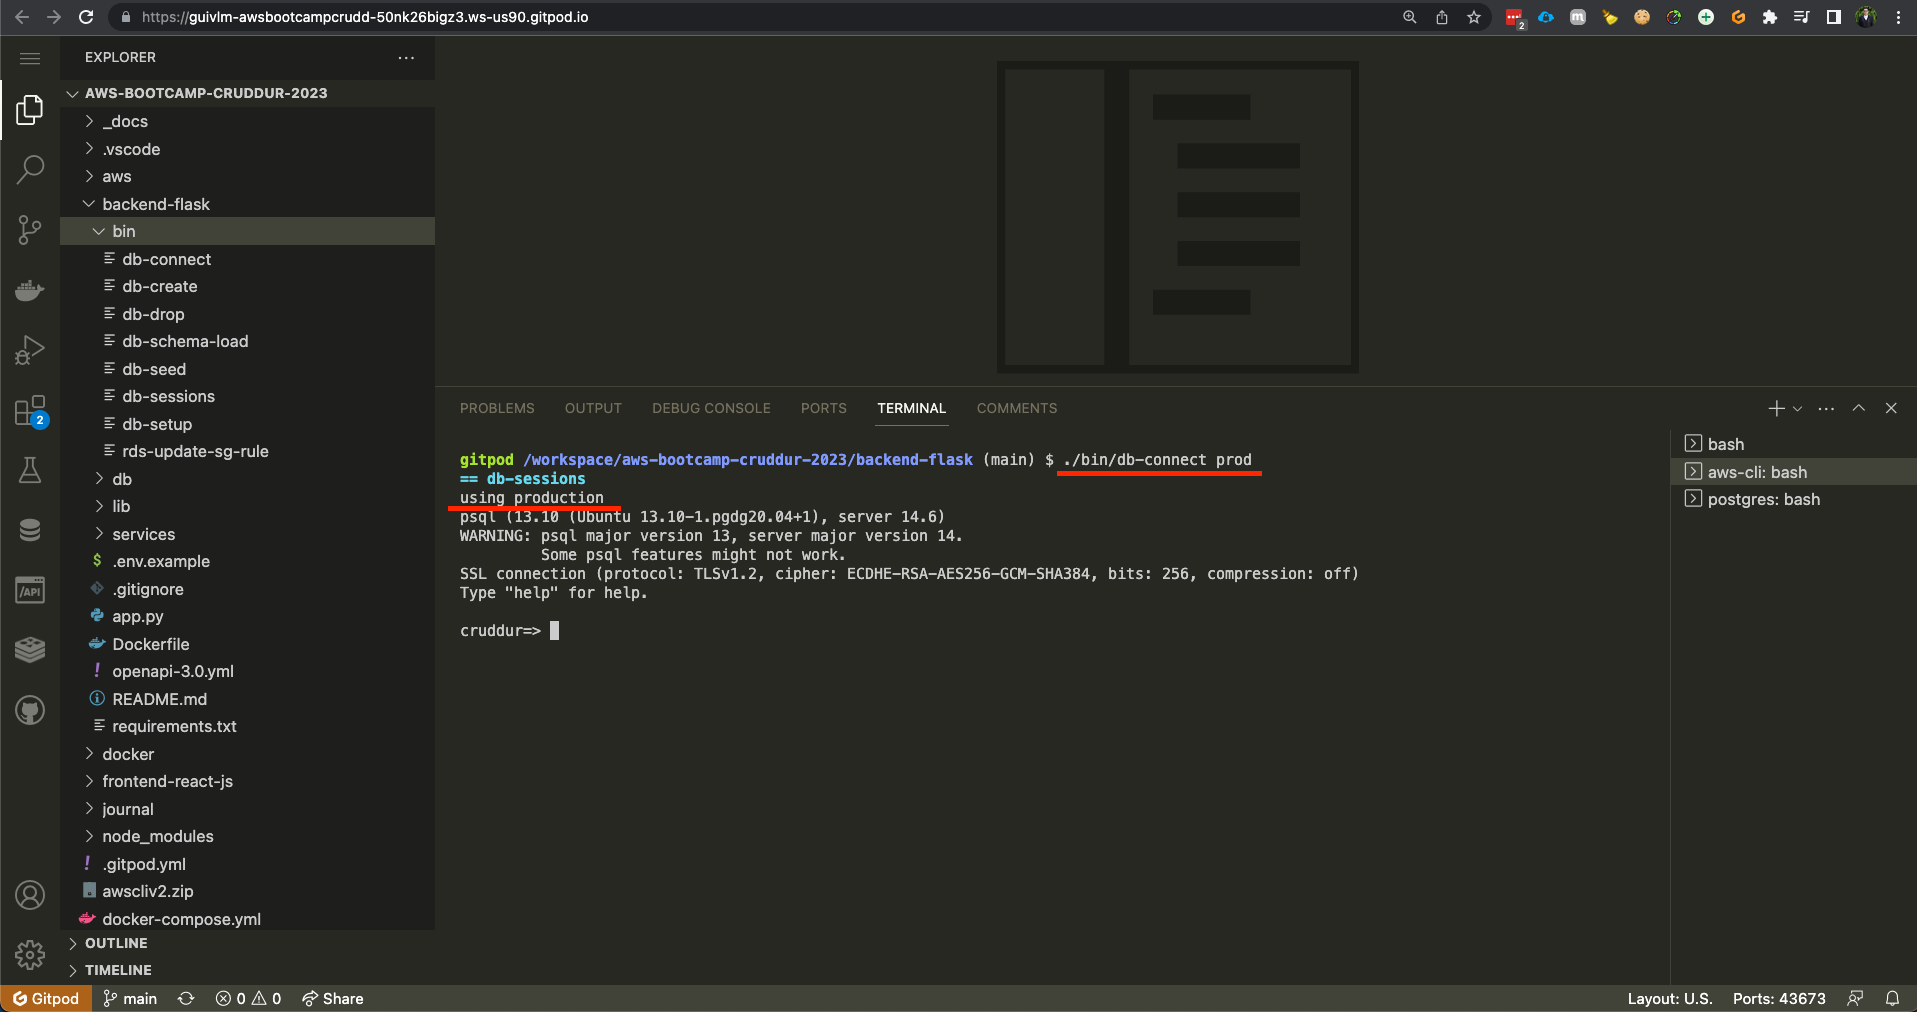 https://guivlm-awsbootcampcrudd-50nk26bigz3.ws-us90.gitpod.io
2
EXPLORER
AWS-BOOTCAMP-CRUDDUR-2023
_docs
.vscode
aws
backend-flask
bin
db-connect
db-create
db-drop
db-schema-load
db-seed
db-sessions
db-setup
rds-update-sg-rule
db
lib
services
$ .env.example
.gitignore
app.py
Dockerfile
! openapi-3.0.yml
README.md
requirements.txt
docker
frontend-react-js
journal
node_modules
! .gitpod.yml
awscliv2.zip
docker-compose.yml
OUTLINE
TIMELINE
2
/API
PROBLEMS OUTPUT DEBUG CONSOLE PORTS TERMINAL COMMENTS
gitpod /workspace/aws-bootcamp-cruddur-2023/backend-flask (main) $ ./bin/db-connect prod
== db-sessions
using production
psql (13.10 (Ubuntu 13.10-1.pgdg20.04+1), server 14.6)
WARNING: psql major version 13, server major version 14.
Some psql features might not work.
SSL connection (protocol: TLSv1.2, cipher: ECDHE-RSA-AES256-GCM-SHA384, bits: 256, compression: off)
Type "help" for help.
cruddur=>
bash
aws-cli: bash
postgres: bash
Gitpod main 0 0 Share Layout: U.S. Ports: 43673